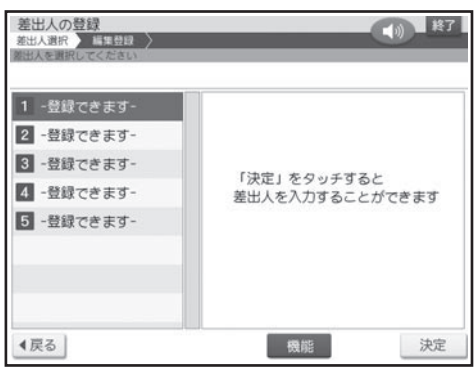 差出人の登録
終了
差出人選択 編集登録
差出人を選択してください
1 -登録できます-
2 -登録できます-
3 -登録できます-
4 -登録できます-
5 -登録できます-
「決定」をタッチすると
差出人を入力することができます
戻る
機能
決定